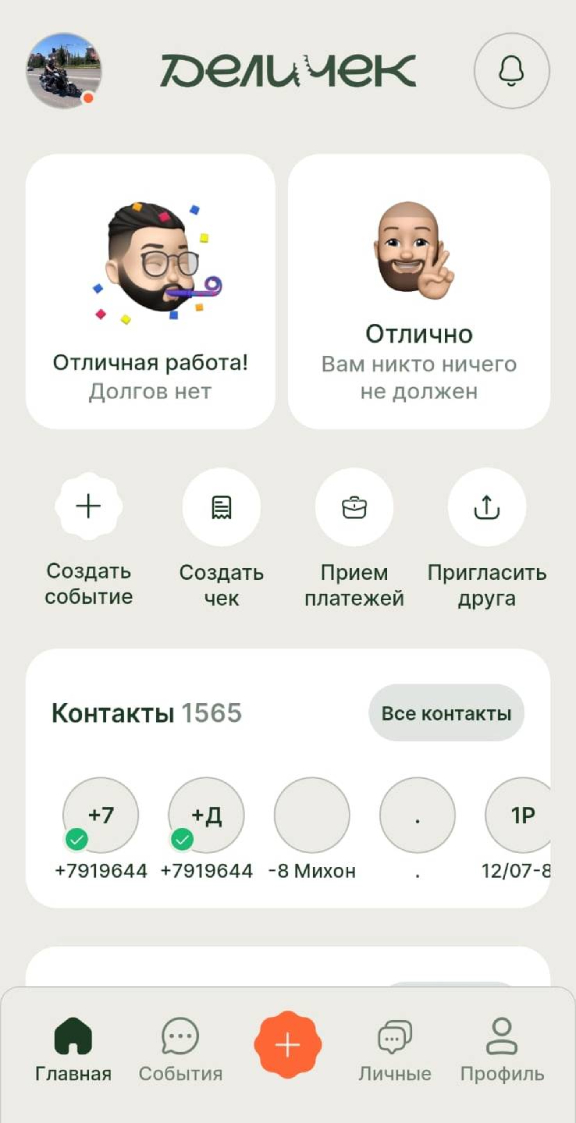 ДЕЛИЧЕК
Отличная работа!
Долгов нет
Отлично
Вам никто ничего
не должен
Создать
событие
Создать
чек
Прием
платежей
Пригласить
друга
Контакты 1565
Все контакты
+7
+Д
.
1Р
+7919644
+7919644
-8 Михон
.
12/07-8
Главная
События
Личные
Профиль